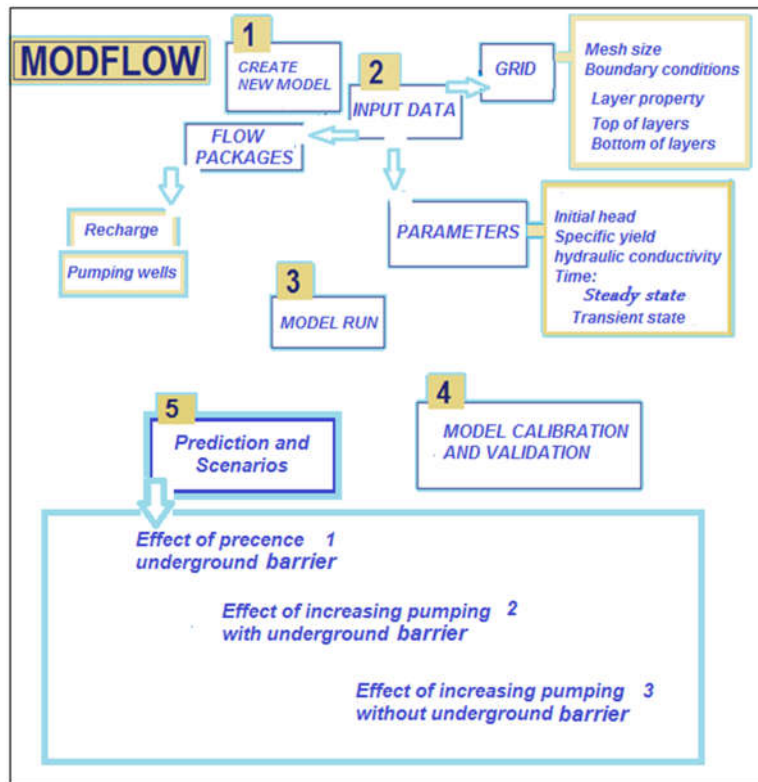 MODFLOW
1
CREATE
NEW MODEL
2
INPUT DATA
GRID
Mesh size
Boundary conditions
Layer property
Top of layers
Bottom of layers
FLOW
PACKAGES
Recharge
Pumping wells
PARAMETERS
Initial head
Specific yield
hydraulic conductivity
Time:
Steady state
Transient state
3
MODEL RUN
4
MODEL CALIBRATION
AND VALIDATION
5
Prediction and
Scenarios
Effect of precence 1
underground barrier
Effect of increasing pumping 2
with underground barrier
Effect of increasing pumping 3
without underground barrier